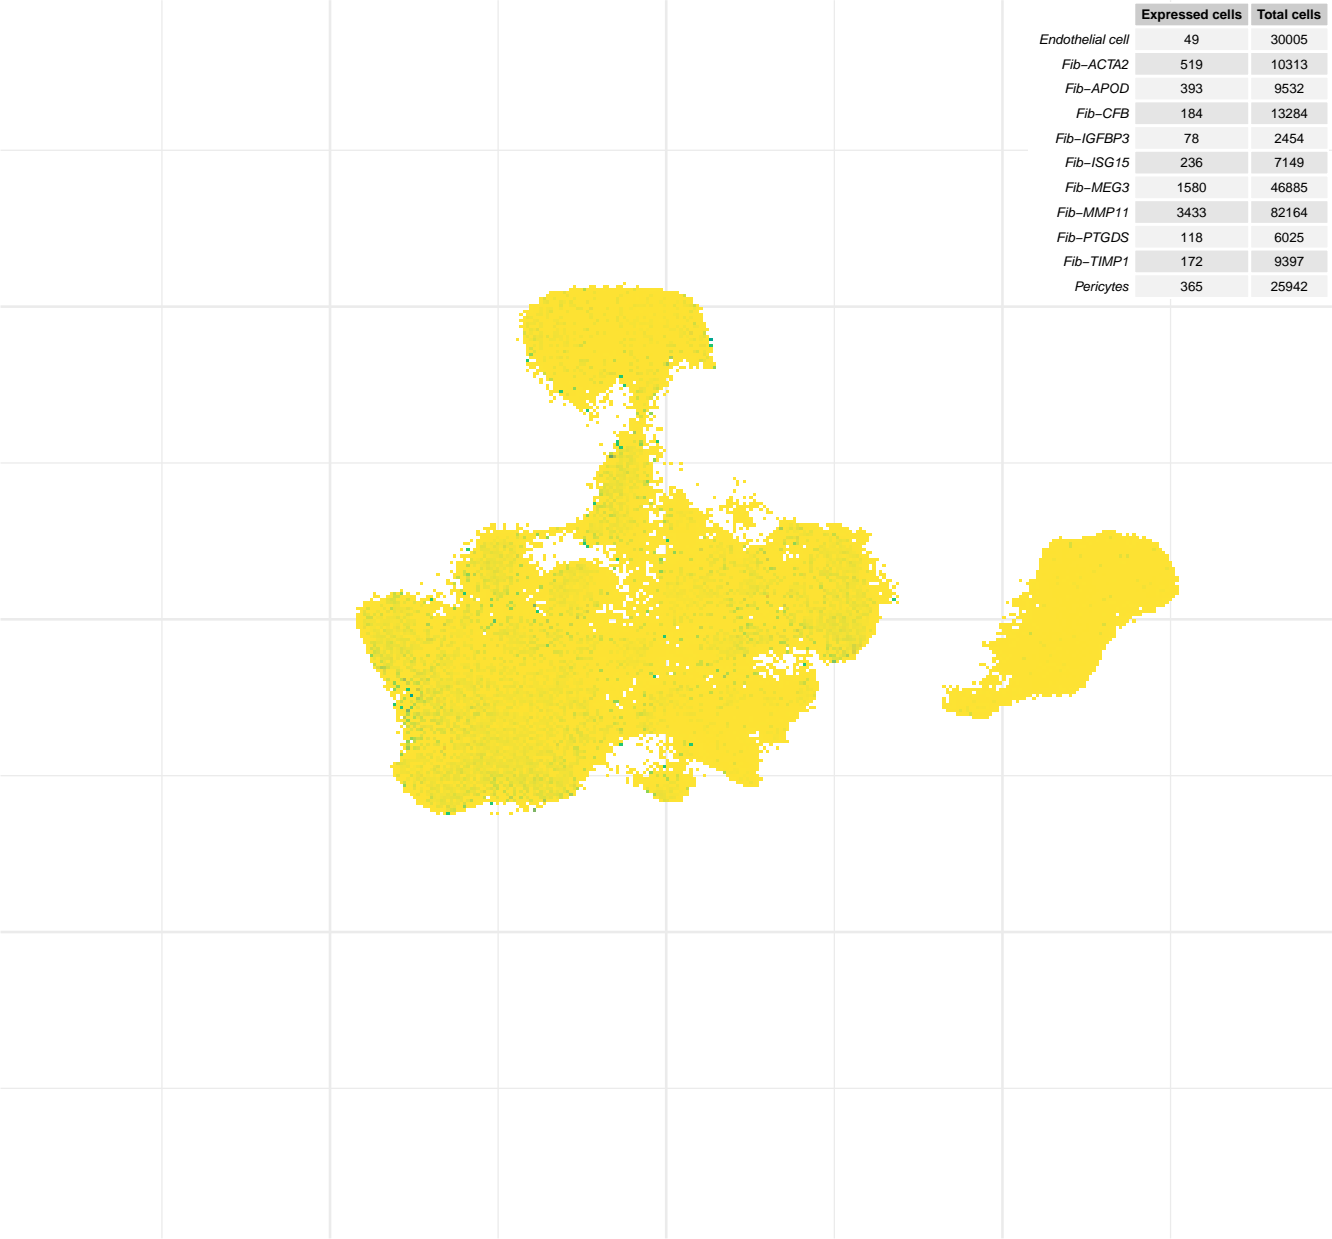 Expressed cells Total cells
Endothelial cell 49 30005
Fib−ACTA2 519 10313
Fib−APOD 393 9532
Fib−CFB 184 13284
Fib−IGFBP3 78 2454
Fib−ISG15 236 7149
Fib−MEG3 1580 46885
Fib−MMP11 3433 82164
Fib−PTGDS 118 6025
Fib−TIMP1 172 9397
Pericytes 365 25942